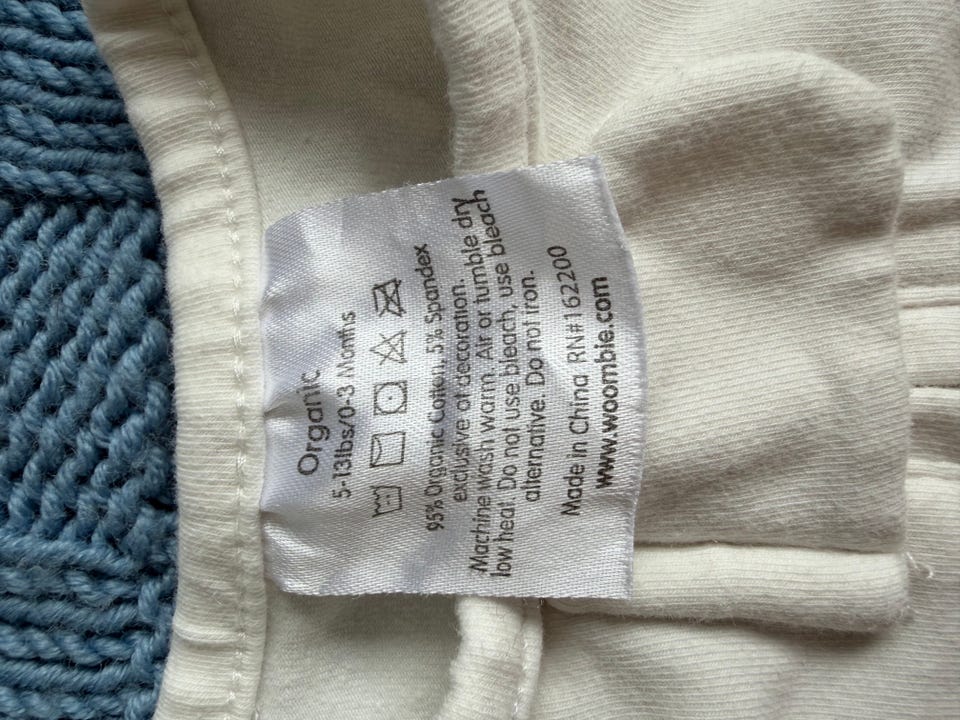 Organic
5-13lbs/0-3 Months
95% Organic Cotton, 5% Spandex
exclusive of decoration.
Machine wash warm. Air or tumble dry
low heat. Do not use bleach, use bleach
alternative. Do not iron.
Made in China RN#162200
www.woombie.com